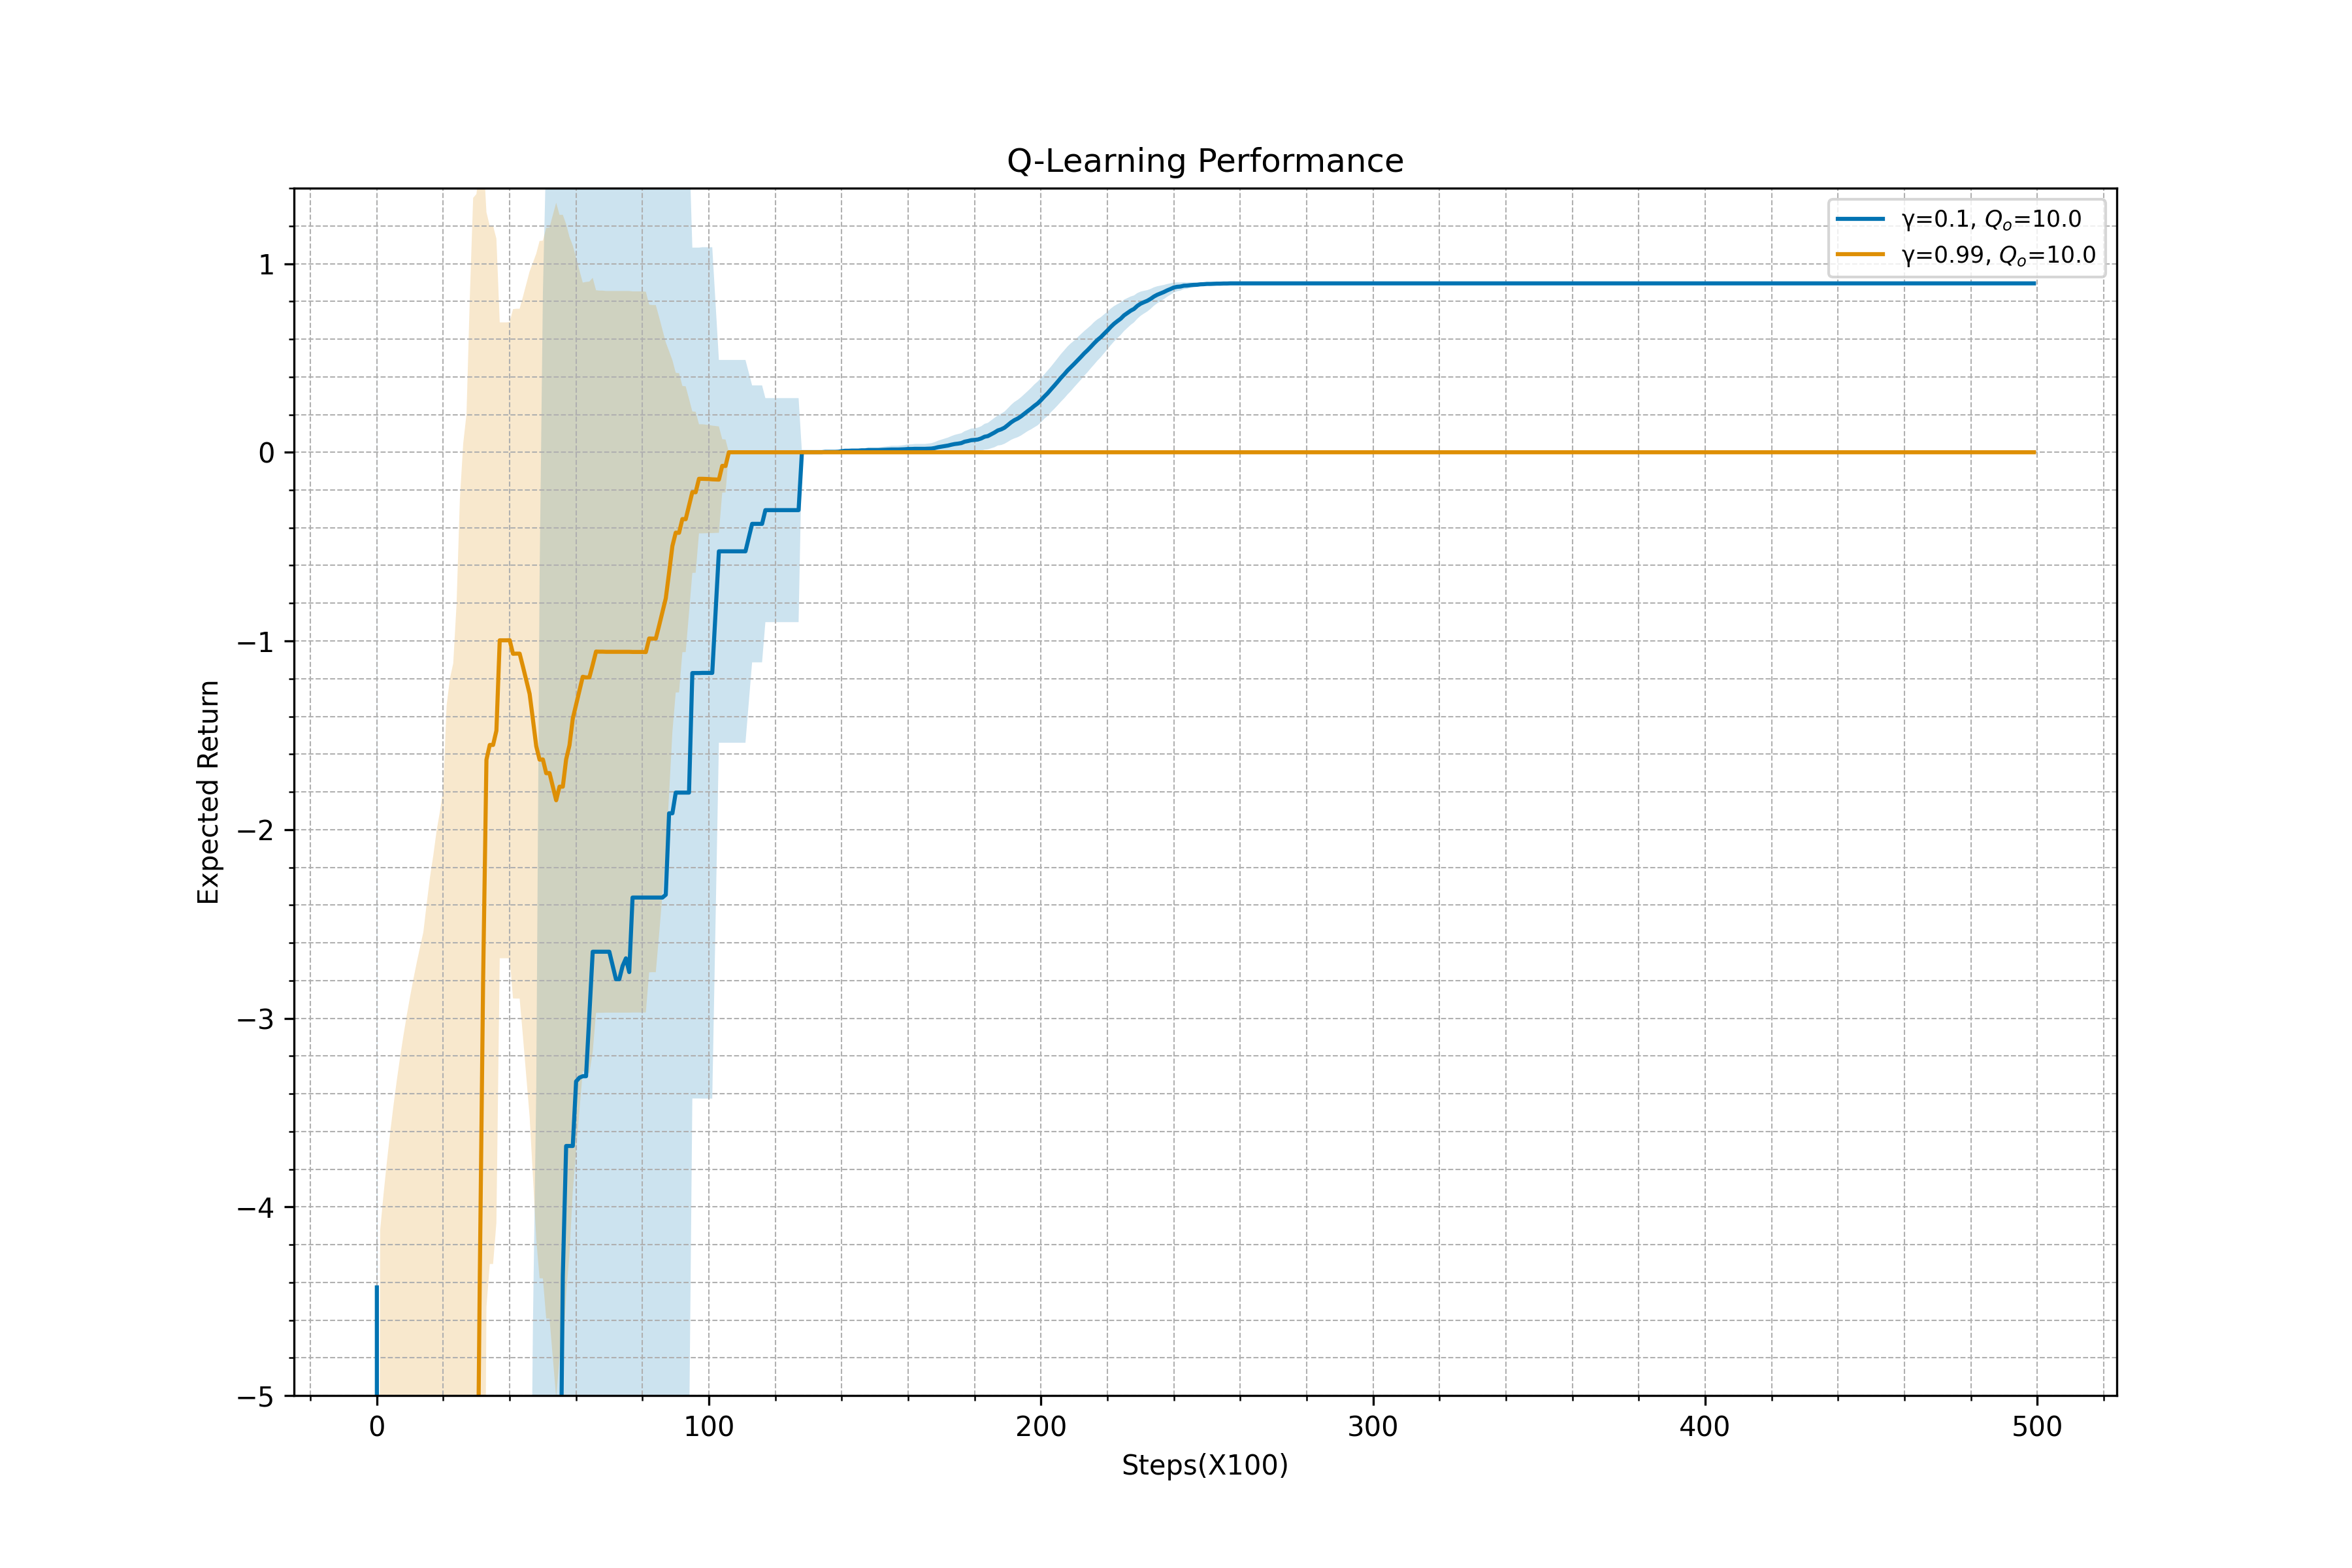 Q-Learning Performance
γ=0.1, Qₒ=10.0
γ=0.99, Qₒ=10.0
Expected Return
1
0
−1
−2
−3
−4
−5
0 100 200 300 400 500
Steps(X100)